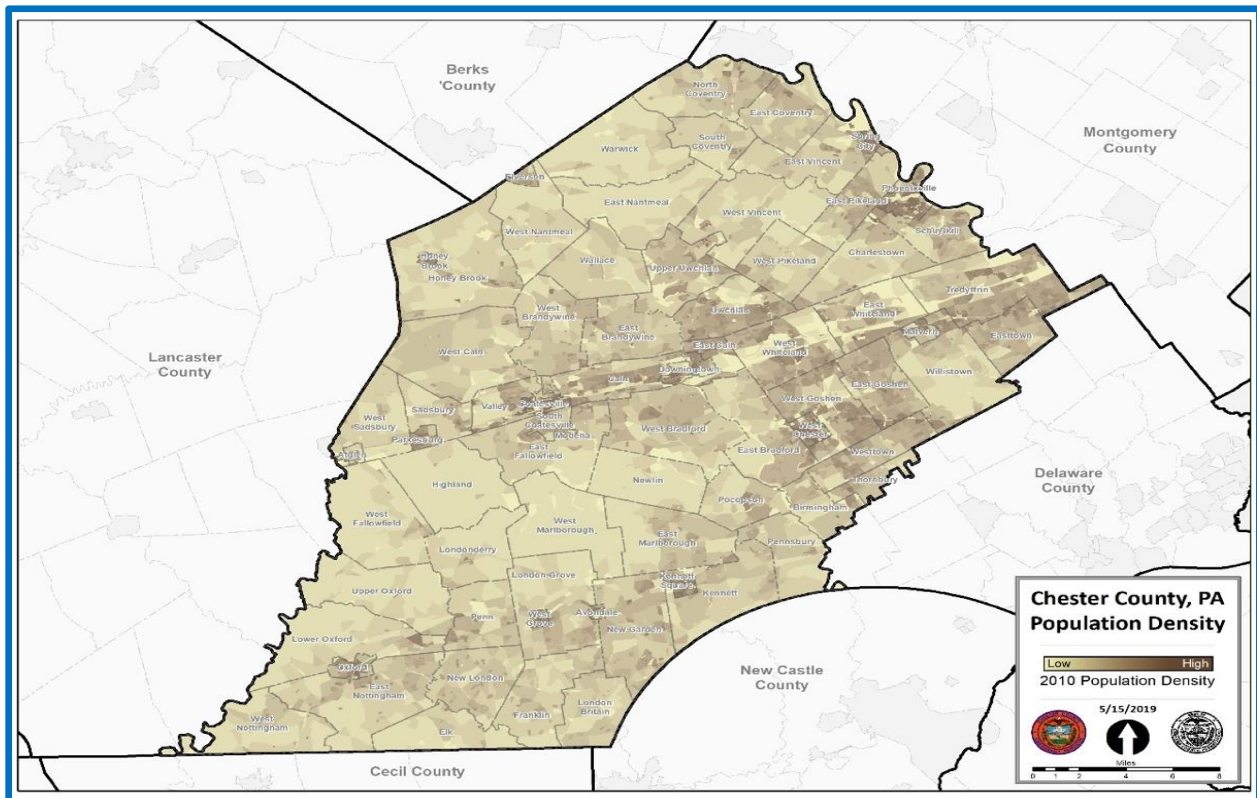 Berks
'County
Montgomery
County
Lancaster
County
Delaware
County
New Castle
County
Cecil County
North
Coventry
East Coventry
South
Coventry
Warwick
Spring
City
East Vincent
Elverson
Phoenixville
East Nantmeal
West Vincent
East Pikeland
Schuylkill
West Nantmeal
Charlestown
Honey
Brook
Honey Brook
Wallace
Upper Uwchlan
West Pikeland
Tredyffrin
West
Brandywine
Uwchlan
East
Whiteland
East
Brandywine
Malvern
Easttown
West Caln
East Caln
West
Whiteland
Downingtown
Willistown
Caln
East Goshen
West
Sadsbury
Sadsbury
Valley
Coatesville
South
Coatesville
Modena
West Goshen
West
Chester
Parkesburg
West Bradford
Atglen
East
Fallowfield
East Bradford
Westtown
Thornbury
Highland
Newlin
Pocopson
Birmingham
West
Fallowfield
West
Marlborough
East
Marlborough
Pennsbury
Londonderry
London Grove
Kennett
Square
Kennett
Upper Oxford
Penn
West
Grove
Avondale
New Garden
Lower Oxford
Oxford
East
Nottingham
New London
West
Nottingham
Franklin
London
Britain
Elk
Chester County, PA
Population Density
Low High
2010 Population Density
5/15/2019
Miles
0 1 2 4 6 8